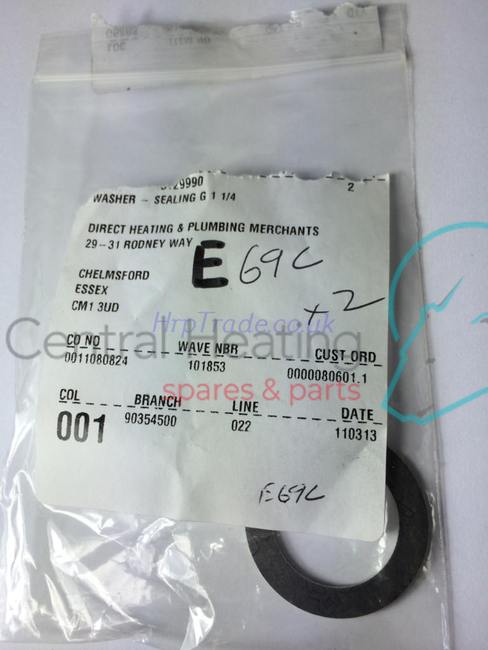 2
WASHER - SEALING G 1 1/4
DIRECT HEATING & PLUMBING MERCHANTS
29-31 RODNEY WAY
E E69C
CHELMSFORD
ESSEX
CM1 3UD
x2
HrpTrade.co.uk
Central Heating
spares & parts
CO NO WAVE NBR CUST ORD
0011080824 101853 0000080601.1
COL BRANCH LINE DATE
001 90354500 022 110313
E69C